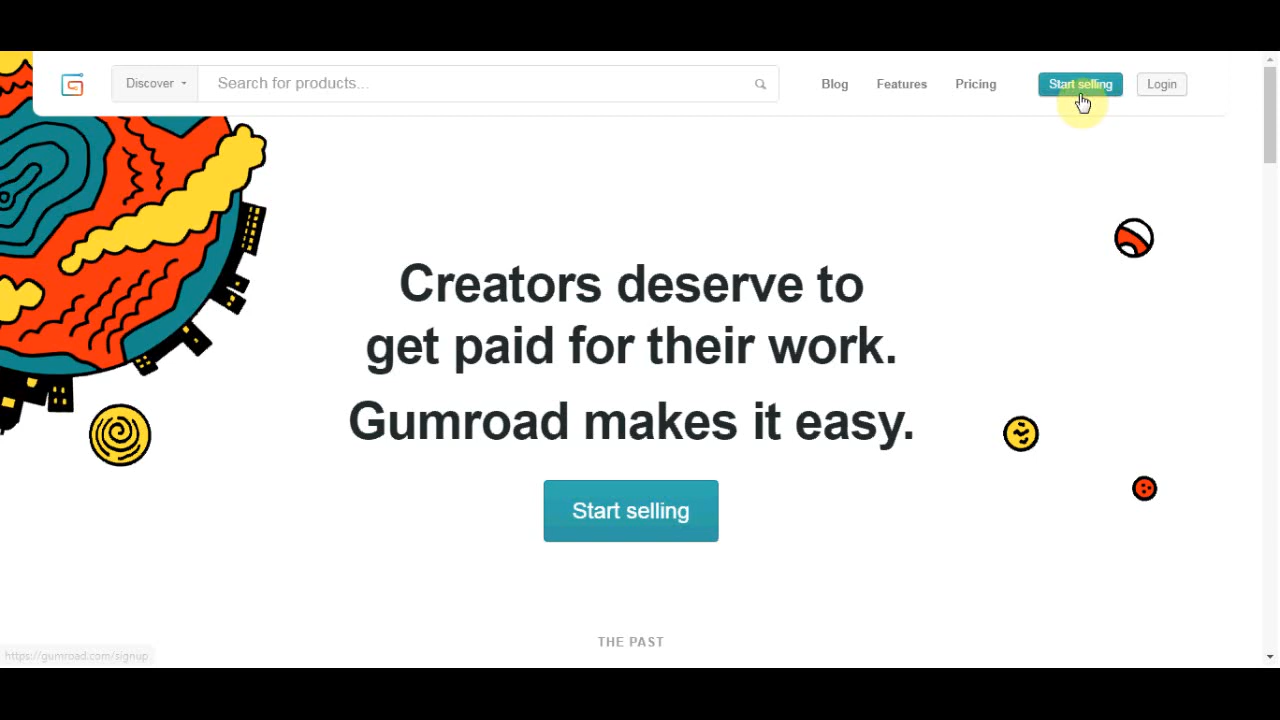 Discover
Search for products...
Blog
Features
Pricing
Start selling
Login
Creators deserve to
get paid for their work.
Gumroad makes it easy.
Start selling
THE PAST
https://gumroad.com/signup